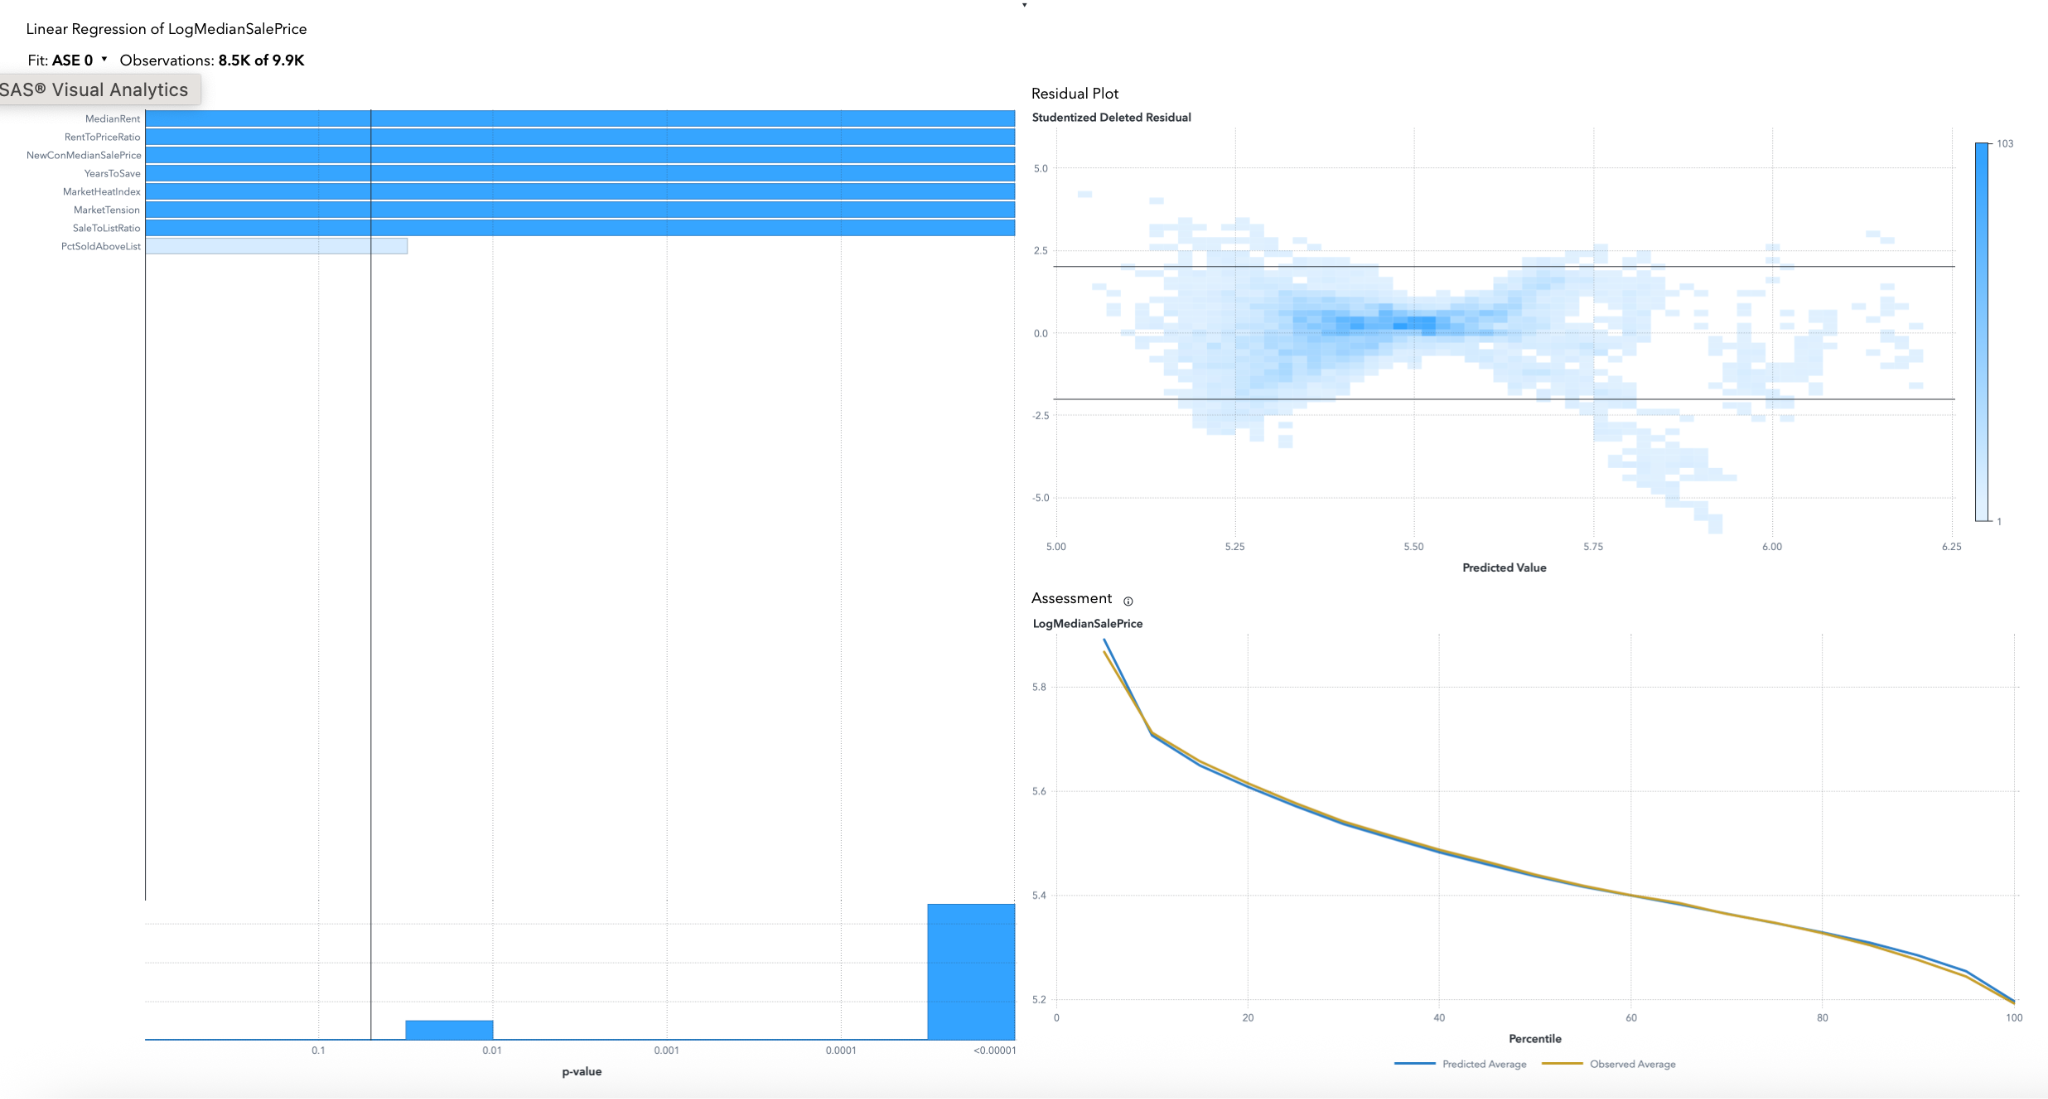 Linear Regression of LogMedianSalePrice
Fit: ASE 0 ▼ Observations: 8.5K of 9.9K
SAS® Visual Analytics
MedianRent
RentToPriceRatio
NewConMedianSalePrice
YearsToSave
MarketHeatIndex
MarketTension
SaleToListRatio
PctSoldAboveList
0.1 0.01 0.001 0.0001 <0.00001
p-value
Residual Plot
Studentized Deleted Residual
5.0
2.5
0.0
-2.5
-5.0
5.00 5.25 5.50 5.75 6.00 6.25
Predicted Value
103
1
Assessment
LogMedianSalePrice
5.8
5.6
5.4
5.2
0 20 40 60 80 100
Percentile
Predicted Average Observed Average